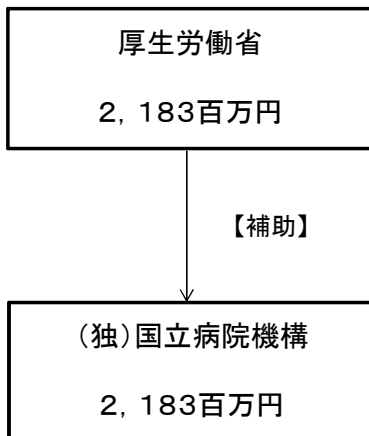 厚生労働省
２，１８３百万円
【補助】
（独）国立病院機構
２，１８３百万円